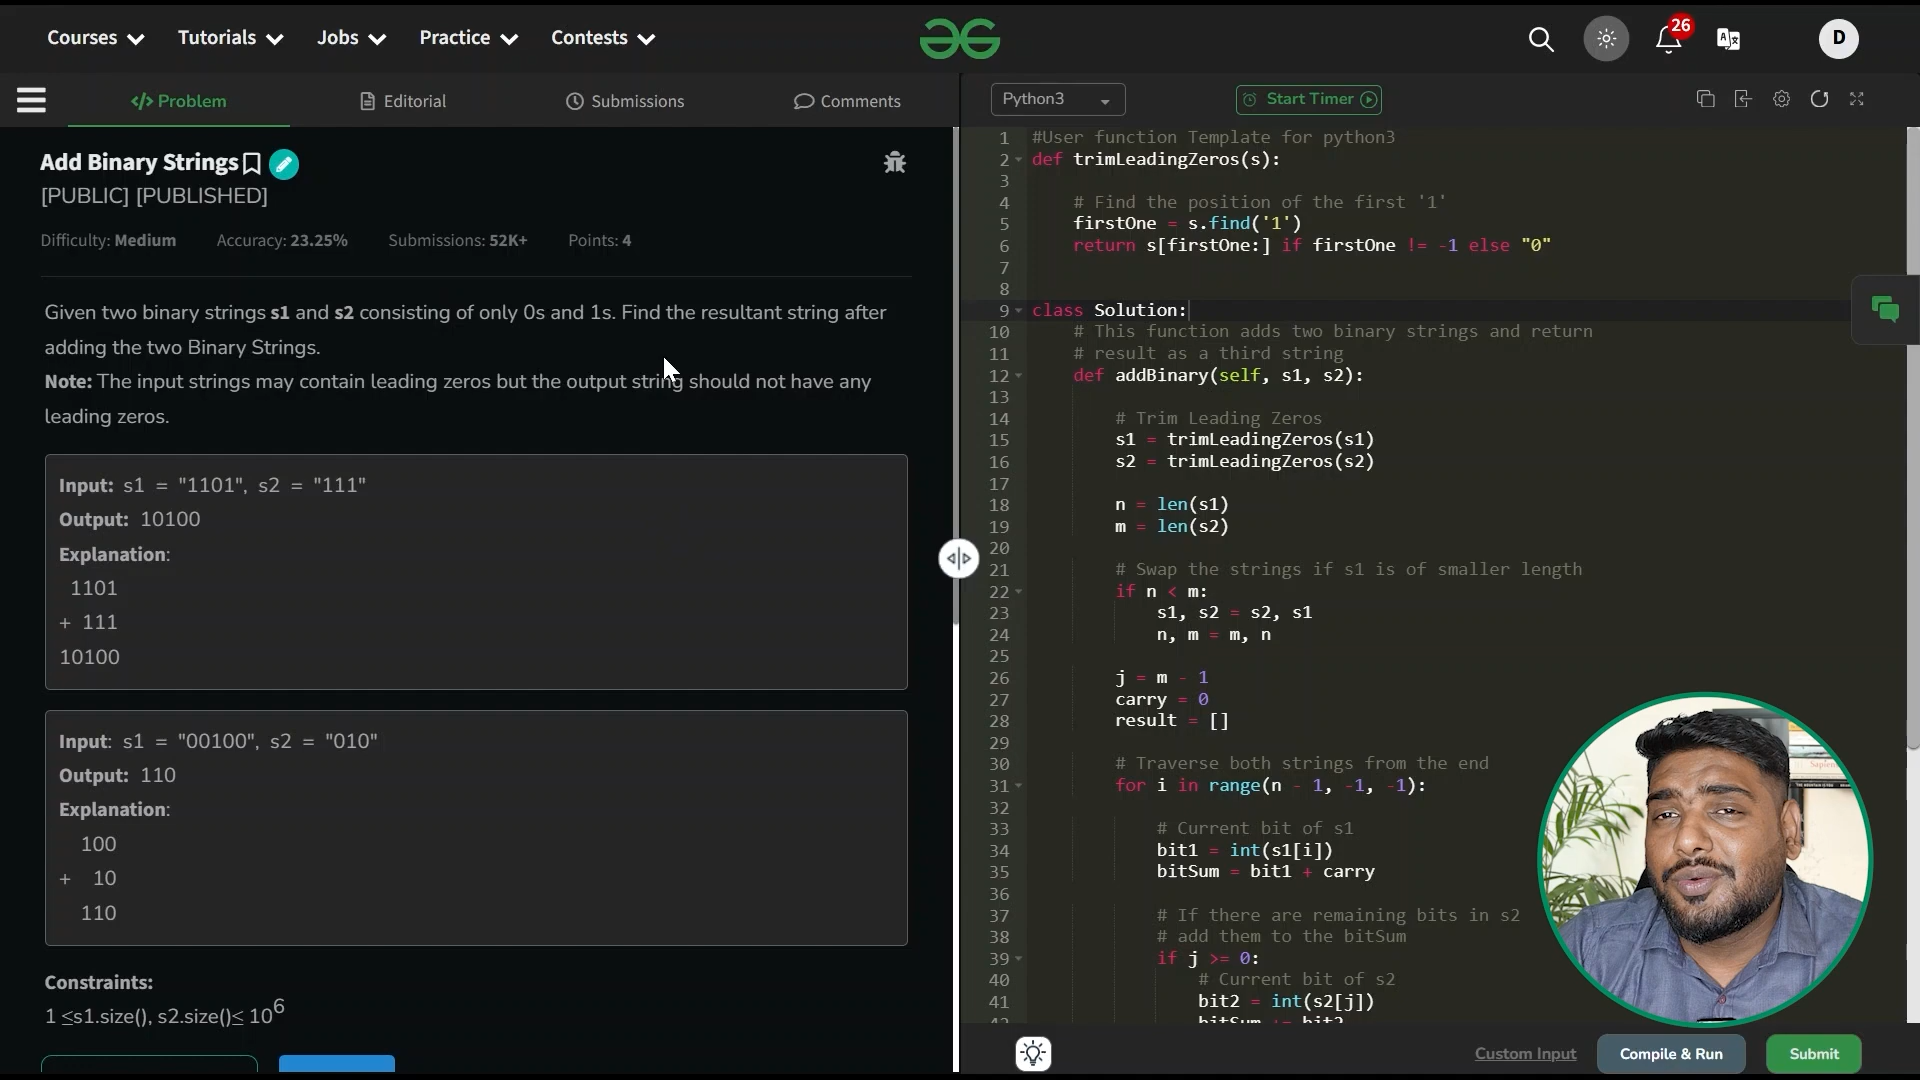 Courses
Tutorials
Jobs
Practice
Contests
26
D
Problem
Editorial
Submissions
Comments
Python3
Start Timer
Add Binary Strings
[PUBLIC] [PUBLISHED]
Difficulty: Medium Accuracy: 23.25% Submissions: 52K+ Points: 4
Given two binary strings s1 and s2 consisting of only 0s and 1s. Find the resultant string after
adding the two Binary Strings.
Note: The input strings may contain leading zeros but the output string should not have any
leading zeros.
Input: s1 = "1101", s2 = "111"
Output: 10100
Explanation:
1101
+ 111
10100
Input: s1 = "00100", s2 = "010"
Output: 110
Explanation:
100
+ 10
110
Constraints:
1 ≤s1.size(), s2.size()≤ 10^6
1 #User function Template for python3
2 def trimLeadingZeros(s):
3
4 # Find the position of the first '1'
5 firstOne = s.find('1')
6 return s[firstOne:] if firstOne != -1 else "0"
7
8
9 class Solution:
10 # This function adds two binary strings and return
11 # result as a third string
12 def addBinary(self, s1, s2):
13
14 # Trim Leading Zeros
15 s1 = trimLeadingZeros(s1)
16 s2 = trimLeadingZeros(s2)
17
18 n = len(s1)
19 m = len(s2)
20
21 # Swap the strings if s1 is of smaller length
22 if n < m:
23 s1, s2 = s2, s1
24 n, m = m, n
25
26 j = m - 1
27 carry = 0
28 result = []
29
30 # Traverse both strings from the end
31 for i in range(n - 1, -1, -1):
32
33 # Current bit of s1
34 bit1 = int(s1[i])
35 bitSum = bit1 + carry
36
37 # If there are remaining bits in s2
38 # add them to the bitSum
39 if j >= 0:
40 # Current bit of s2
41 bit2 = int(s2[j])
42 bitSum += bit2
Custom Input
Compile & Run
Submit